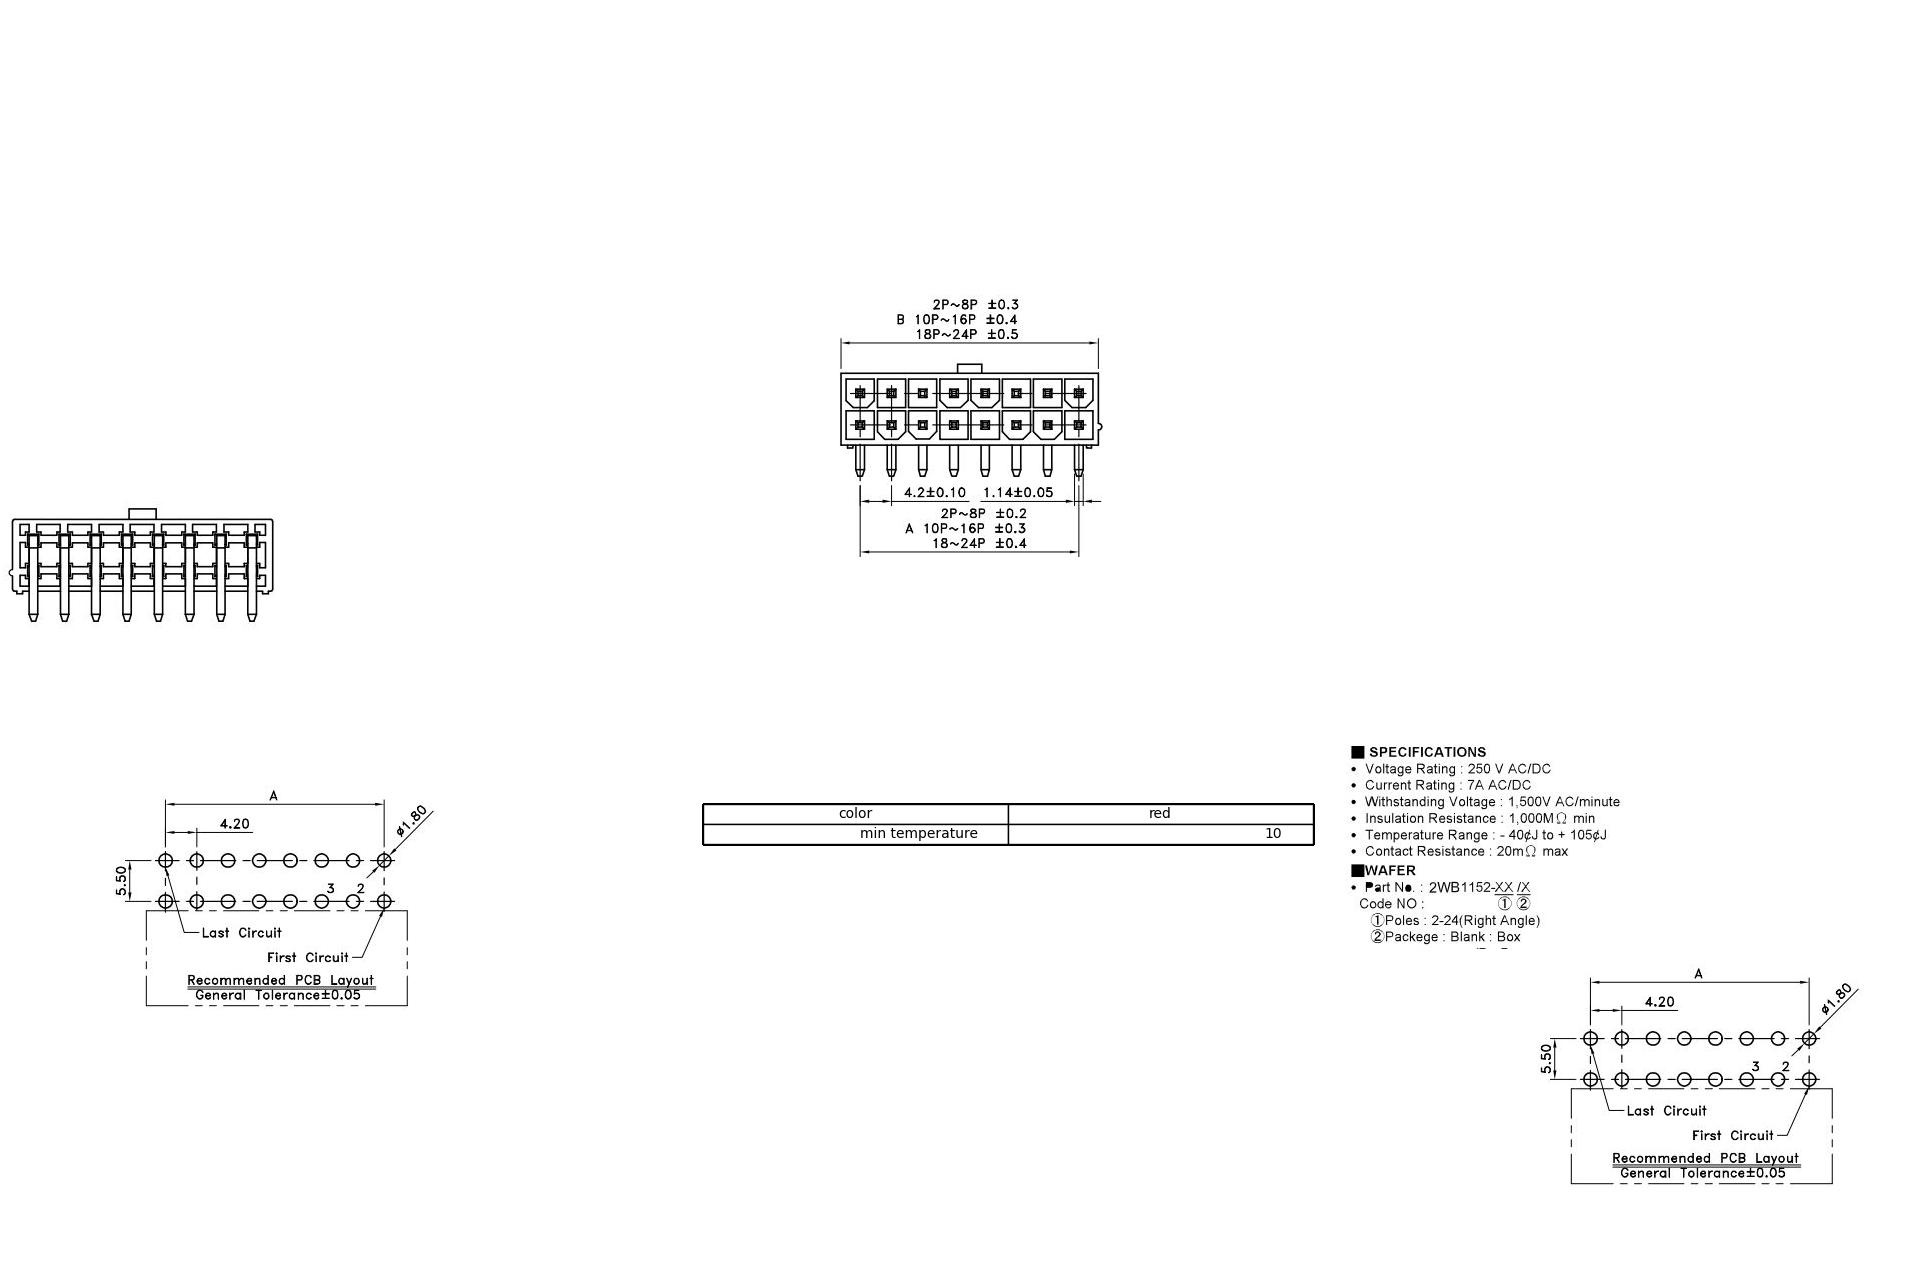 2P~8P ±0.3
B 10P~16P ±0.4
18P~24P ±0.5
4.2±0.10 1.14±0.05
2P~8P ±0.2
A 10P~16P ±0.3
18~24P ±0.4
A
4.20
ø1.80
5.50
3 2
Last Circuit
First Circuit
Recommended PCB Layout
General Tolerance±0.05
color red
min temperature 10
SPECIFICATIONS
• Voltage Rating : 250 V AC/DC
• Current Rating : 7A AC/DC
• Withstanding Voltage : 1,500V AC/minute
• Insulation Resistance : 1,000MΩ min
• Temperature Range : - 40¢J to + 105¢J
• Contact Resistance : 20mΩ max
WAFER
• Part No. : 2WB1152-XX /X
Code NO : ① ②
①Poles : 2-24(Right Angle)
②Packege : Blank : Box
A
4.20
ø1.80
5.50
3 2
Last Circuit
First Circuit
Recommended PCB Layout
General Tolerance±0.05